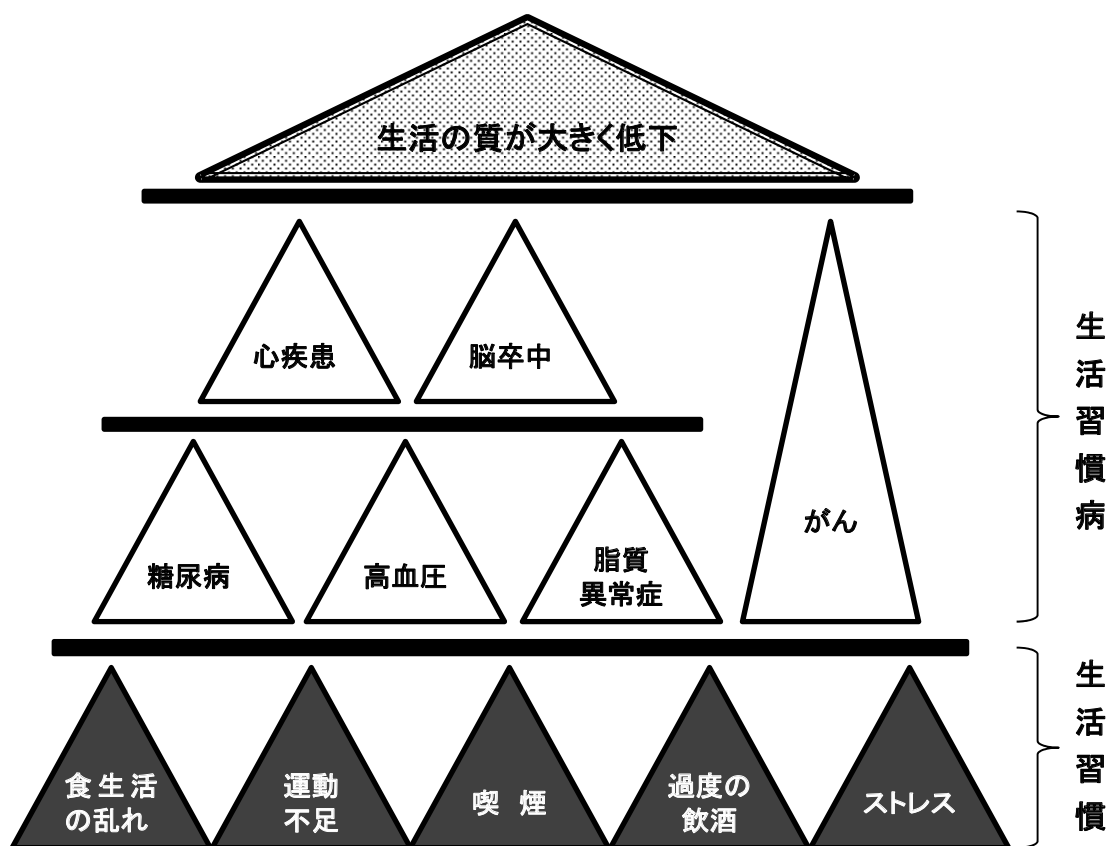 生活の質が大きく低下
心疾患
脳卒中
糖尿病
高血圧
脂質
異常症
がん
生活習慣病
食生活
の乱れ
運動
不足
喫煙
過度の
飲酒
ストレス
生活習慣